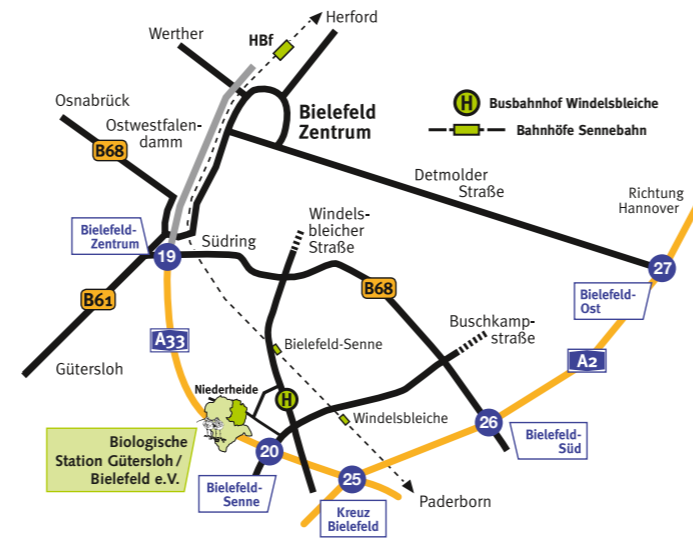 Herford
Werther
HBf
Osnabrück
Ostwestfalen-
damm
B68
Bielefeld
Zentrum
H Busbahnhof Windelsbleiche
Bahnhöfe Sennebahn
Detmolder
Straße
Richtung
Hannover
Bielefeld-
Zentrum
19
Südring
Windels-
bleicher
Straße
27
Bielefeld-
Ost
B61
B68
A33
Buschkamp-
straße
A2
Gütersloh
Bielefeld-Senne
Niederheide
H
Windelsbleiche
26
Bielefeld-
Süd
Biologische
Station Gütersloh /
Bielefeld e.V.
20
Bielefeld-
Senne
25
Kreuz
Bielefeld
Paderborn